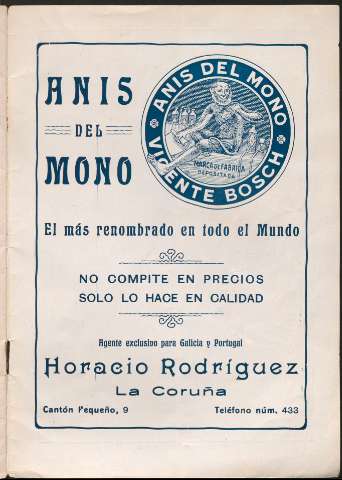 ANIS
DEL
MONO
ANIS DEL MONO
VICENTE BOSCH
MARCA DE FABRICA
DEPOSITADA
El más renombrado en todo el Mundo
NO COMPITE EN PRECIOS
SOLO LO HACE EN CALIDAD
Agente exclusivo para Galicia y Portugal
Horacio Rodríguez
La Coruña
Cantón Pequeño, 9 Teléfono núm. 433